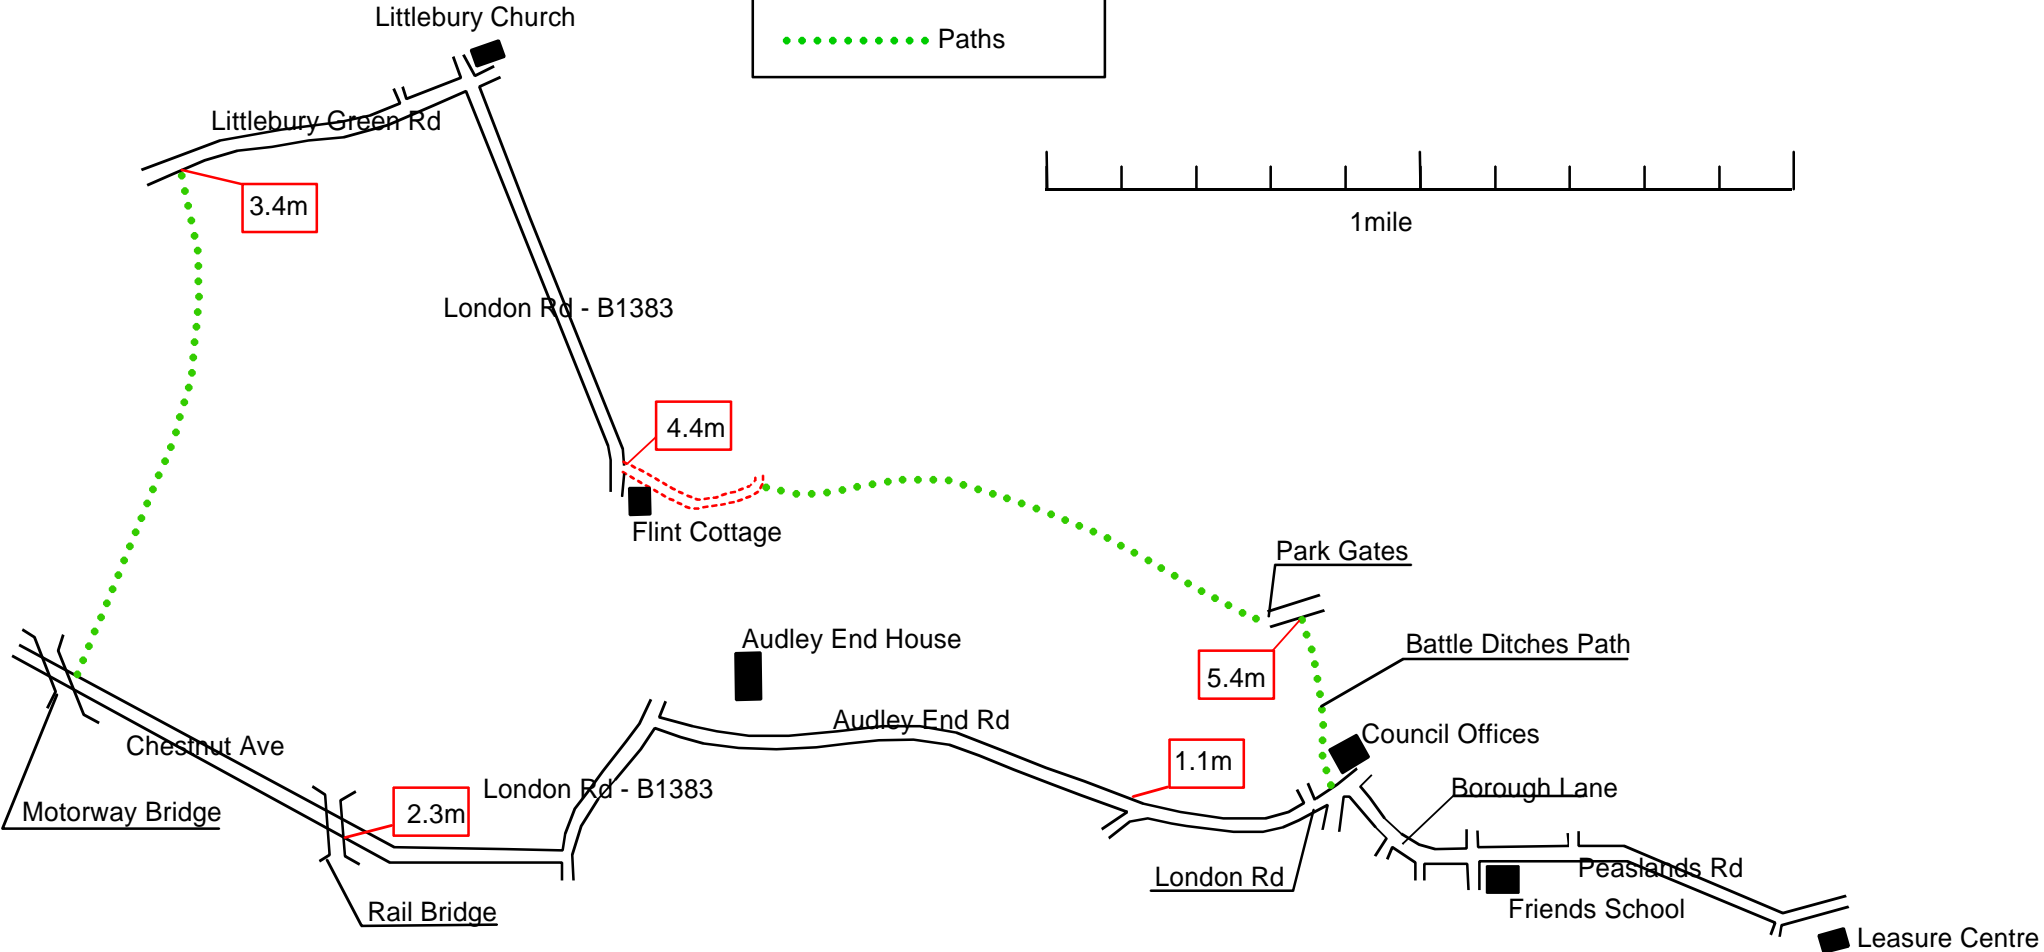 Littlebury Church
Paths
Littlebury Green Rd
3.4m
1mile
London Rd - B1383
4.4m
Flint Cottage
Park Gates
Audley End House
Battle Ditches Path
5.4m
Audley End Rd
Council Offices
Chestnut Ave
1.1m
London Rd - B1383
Borough Lane
Motorway Bridge
2.3m
Peaslands Rd
London Rd
Rail Bridge
Friends School
Leasure Centre